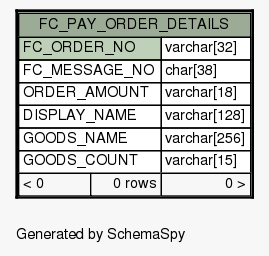 FC_PAY_ORDER_DETAILS
FC_ORDER_NO varchar[32]
FC_MESSAGE_NO char[38]
ORDER_AMOUNT varchar[18]
DISPLAY_NAME varchar[128]
GOODS_NAME varchar[256]
GOODS_COUNT varchar[15]
< 0 0 rows 0 >
Generated by SchemaSpy